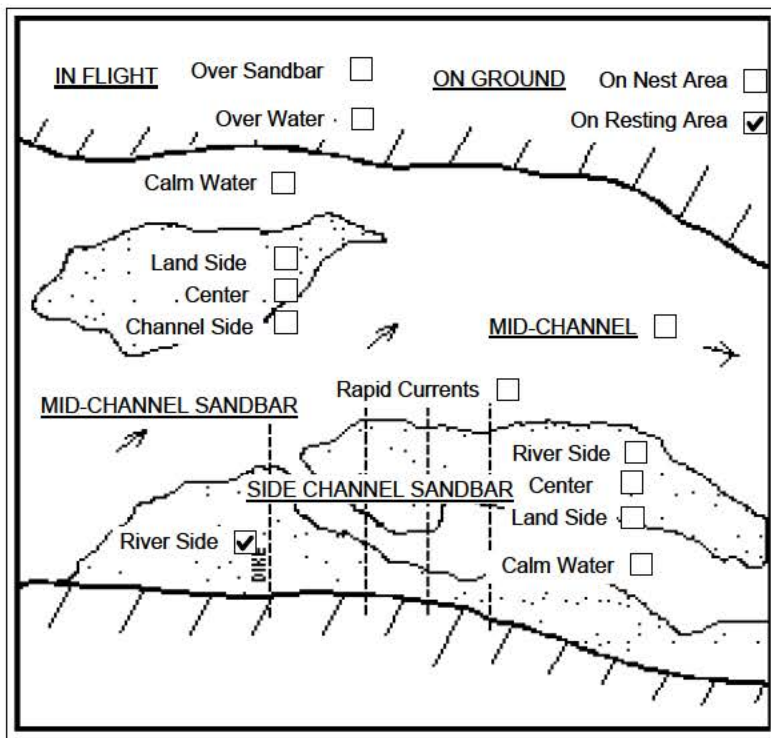 IN FLIGHT Over Sandbar ON GROUND On Nest Area
Over Water On Resting Area
Calm Water
Land Side
Center
Channel Side
MID-CHANNEL
Rapid Currents
MID-CHANNEL SANDBAR
River Side
SIDE CHANNEL SANDBAR Center
Land Side
River Side
DIKE
Calm Water